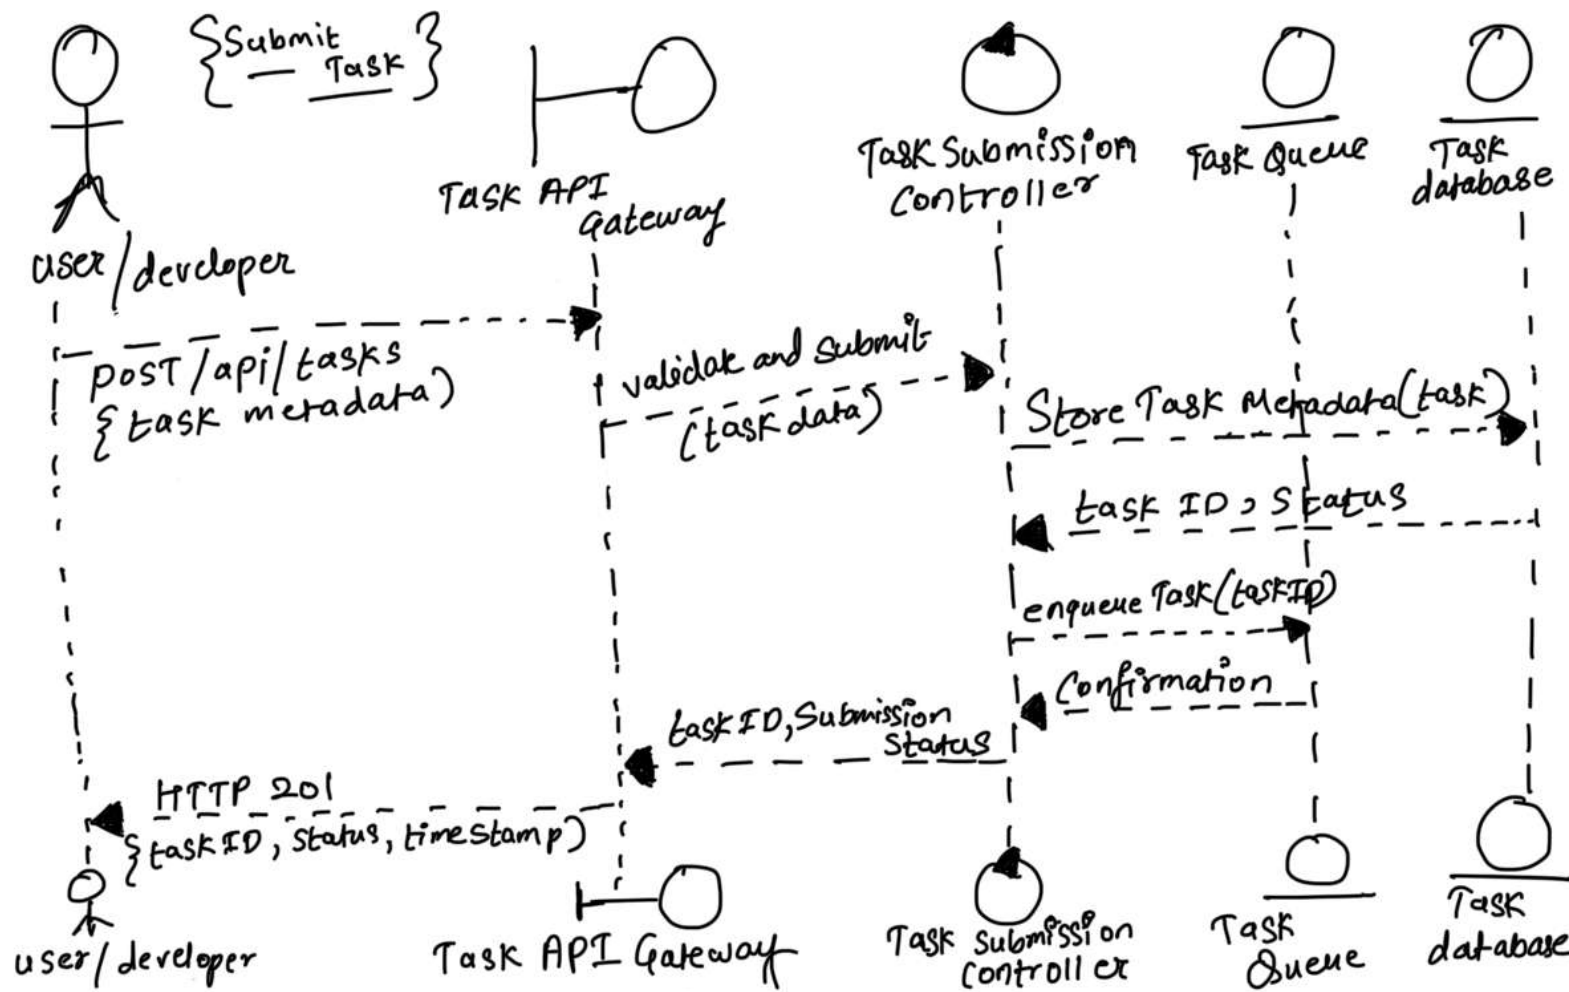 {Submit
Task}
Task API
Gateway
Task Submission
Controller
Task Queue
Task
database
user/developer
POST /api/tasks
{task metadata)
validate and submit
(task data)
Store Task Metadata(task)
task ID, Status
enqueue Task(taskID)
Confirmation
taskID, Submission
Status
HTTP 201
{taskID, status, timestamp)
user/developer
Task API Gateway
Task Submission
Controller
Task
Queue
Task
database